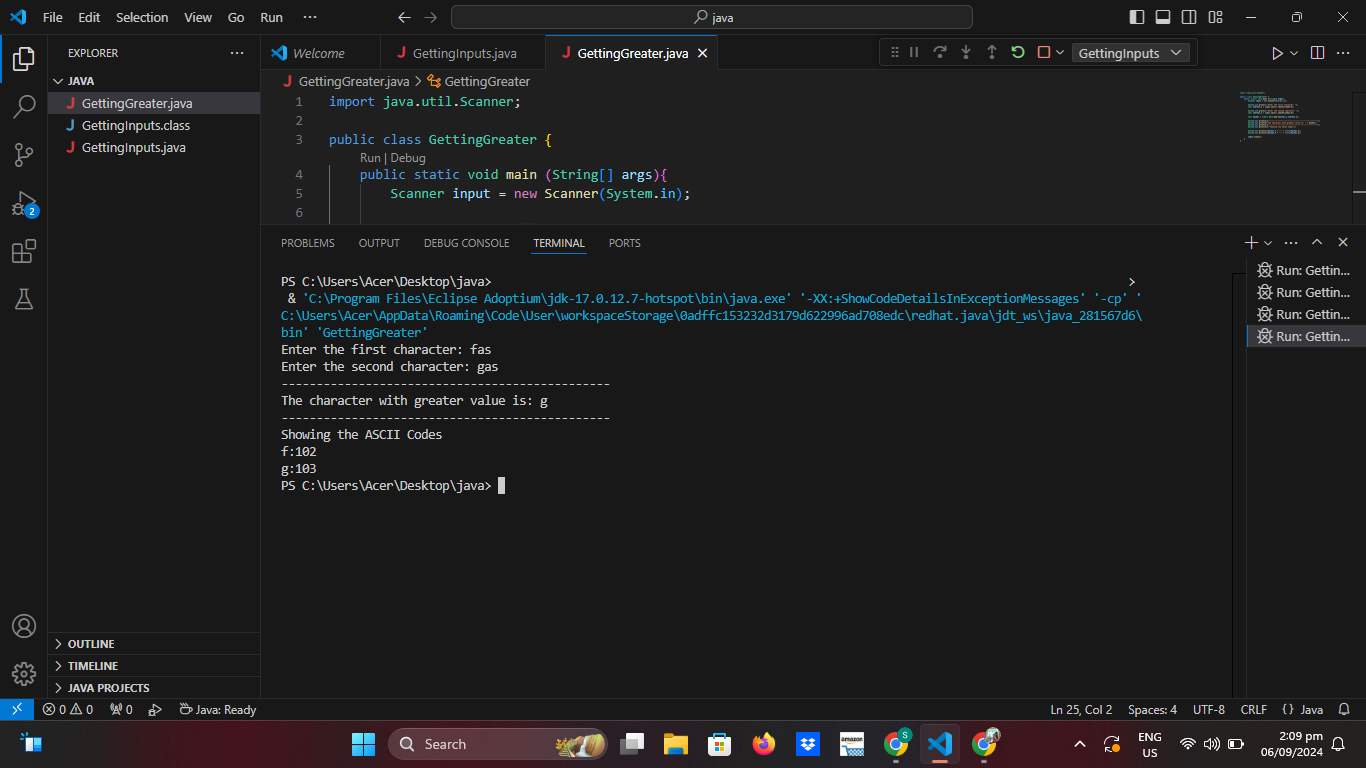 File Edit Selection View Go Run ··· java
EXPLORER ···
JAVA
GettingGreater.java
GettingInputs.class
GettingInputs.java
2
OUTLINE
TIMELINE
JAVA PROJECTS
Welcome GettingInputs.java GettingGreater.java GettingInputs
GettingGreater.java > GettingGreater
1 import java.util.Scanner;
2
3 public class GettingGreater {
Run | Debug
4 public static void main (String[] args){
5 Scanner input = new Scanner(System.in);
6
PROBLEMS OUTPUT DEBUG CONSOLE TERMINAL PORTS
PS C:\Users\Acer\Desktop\java> >
& 'C:\Program Files\Eclipse Adoptium\jdk-17.0.12.7-hotspot\bin\java.exe' '-XX:+ShowCodeDetailsInExceptionMessages' '-cp' '
C:\Users\Acer\AppData\Roaming\Code\User\workspaceStorage\0adffc153232d3179d622996ad708edc\redhat.java\jdt_ws\java_281567d6\
bin' 'GettingGreater'
Enter the first character: fas
Enter the second character: gas
-----------------------------------------------
The character with greater value is: g
-----------------------------------------------
Showing the ASCII Codes
f:102
g:103
PS C:\Users\Acer\Desktop\java>
Run: Gettin...
Run: Gettin...
Run: Gettin...
Run: Gettin...
0 0 0 Java: Ready Ln 25, Col 2 Spaces: 4 UTF-8 CRLF {} Java
Search amazon S ENG US 2:09 pm 06/09/2024